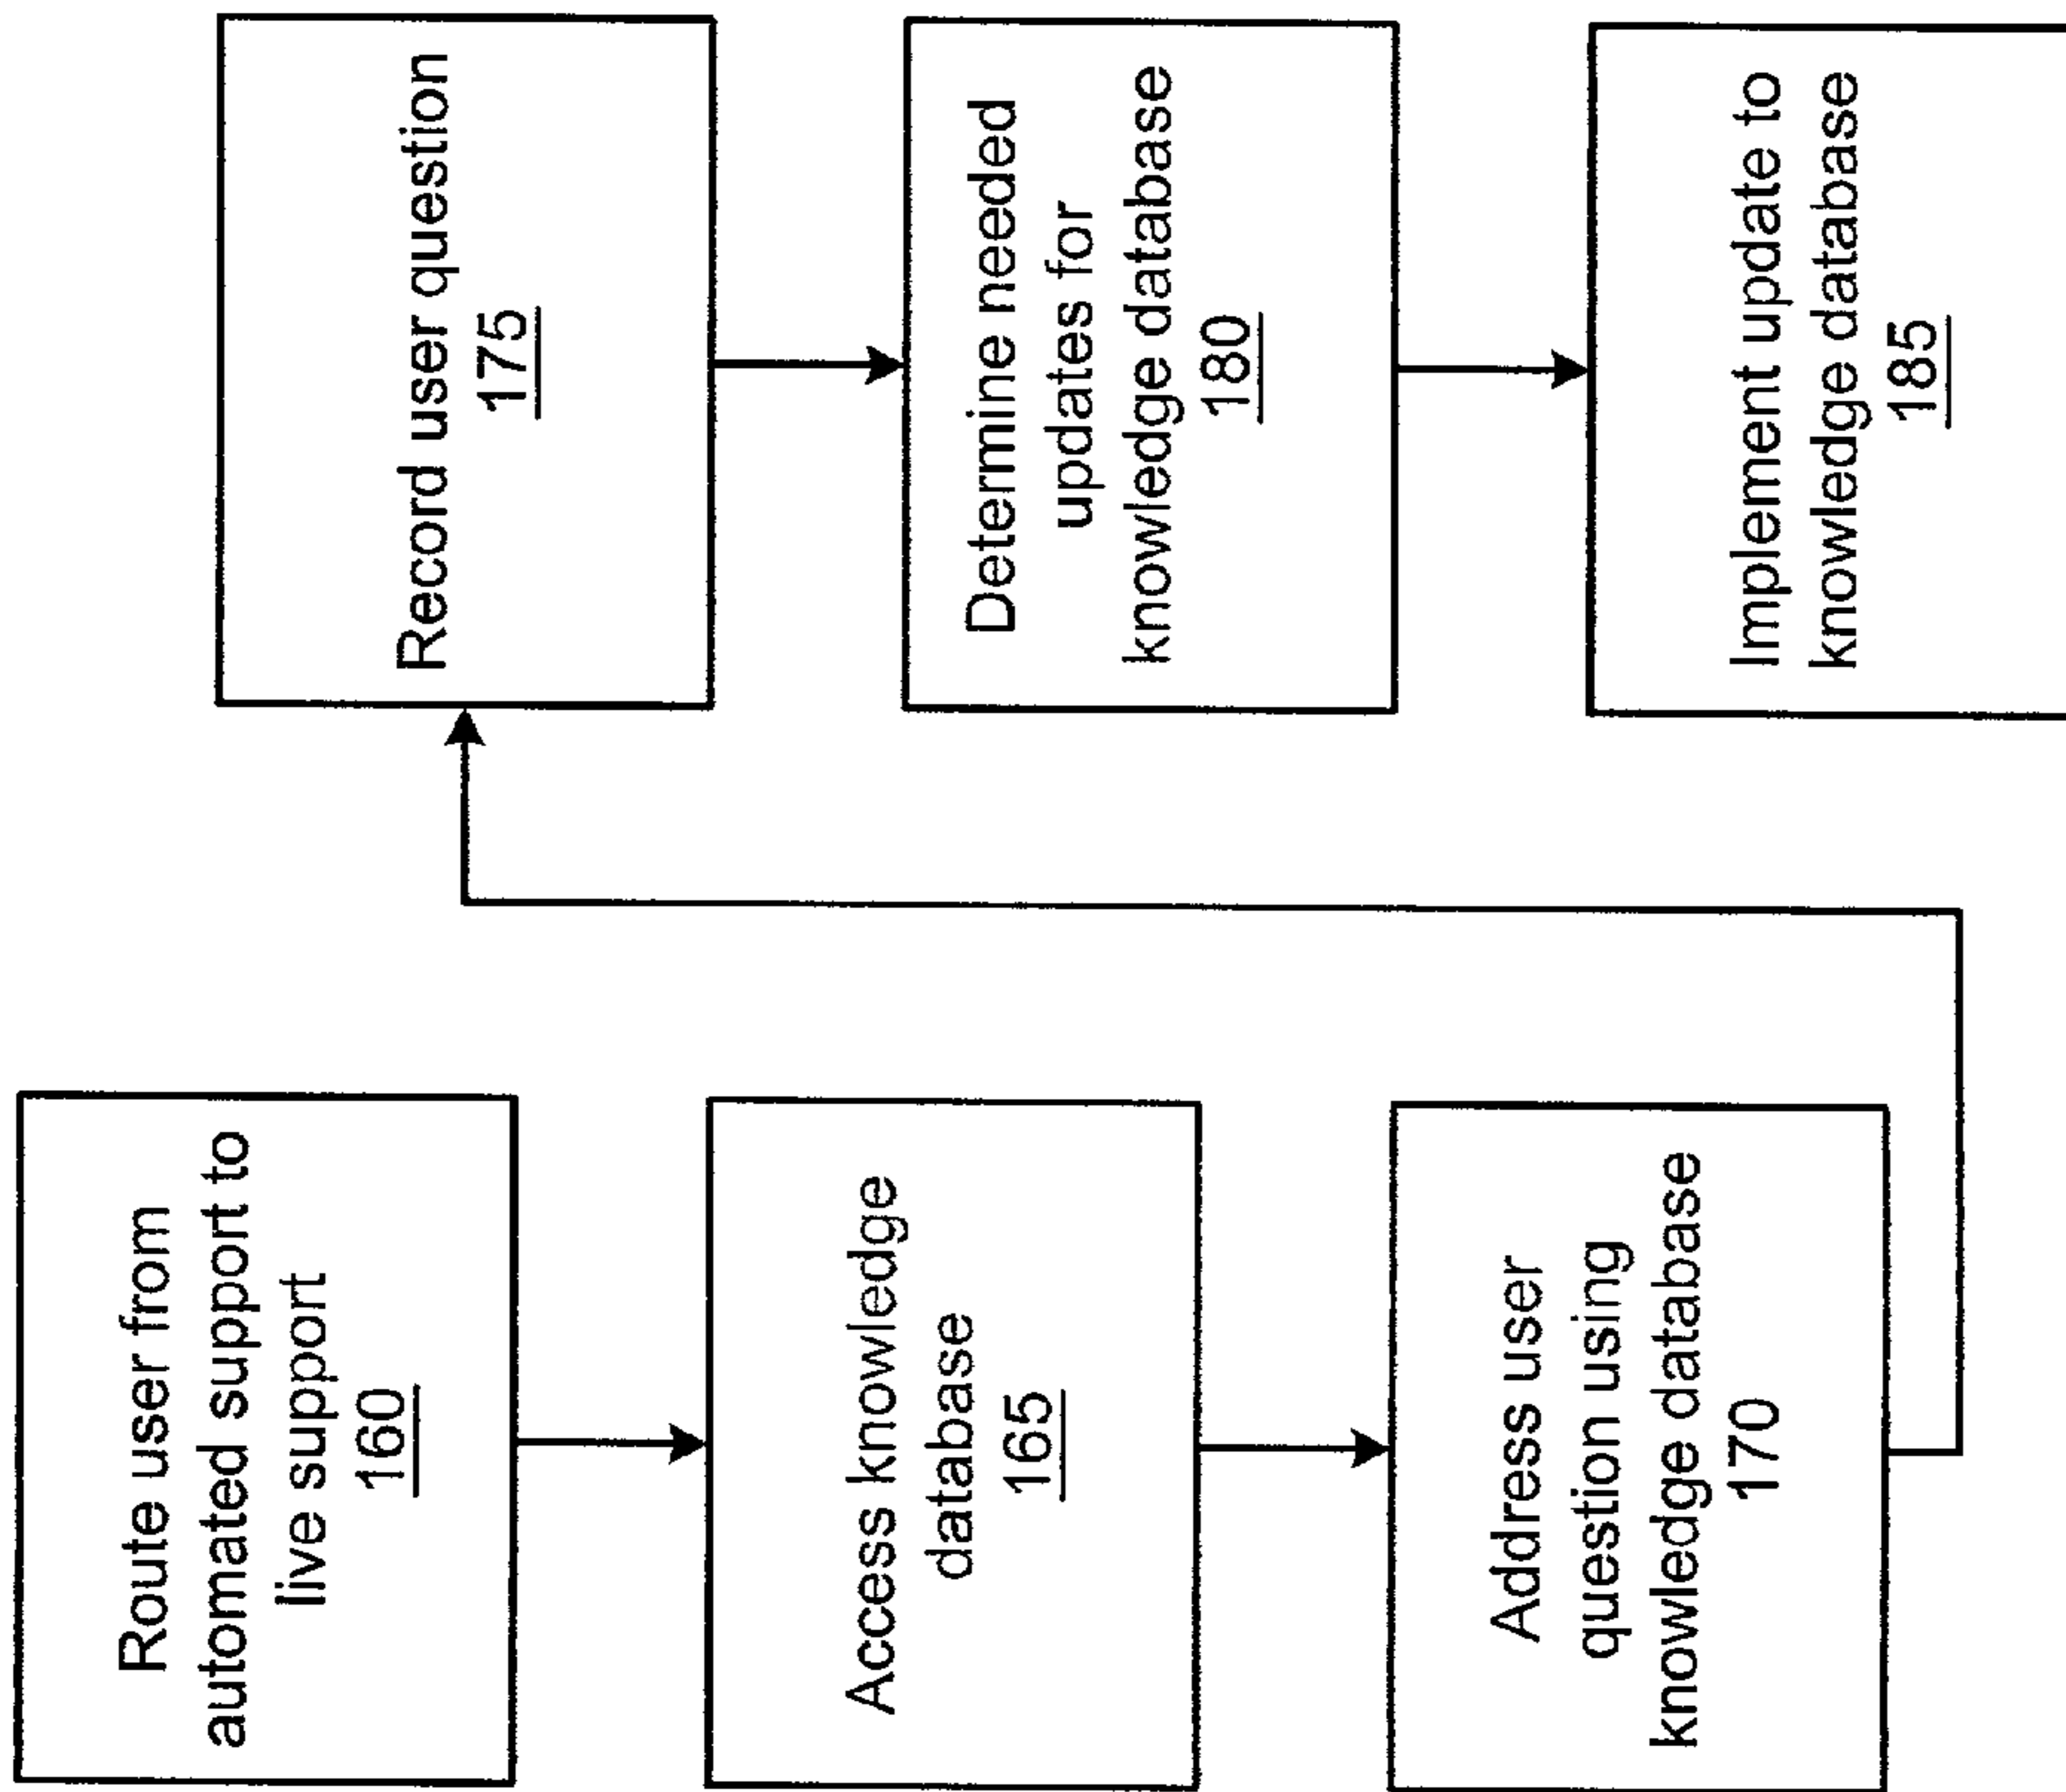 Route user from
automated support to
live support
160
Access knowledge
database
165
Address user
question using
knowledge database
170
Record user question
175
Determine needed
updates for
knowledge database
180
Implement update to
knowledge database
185